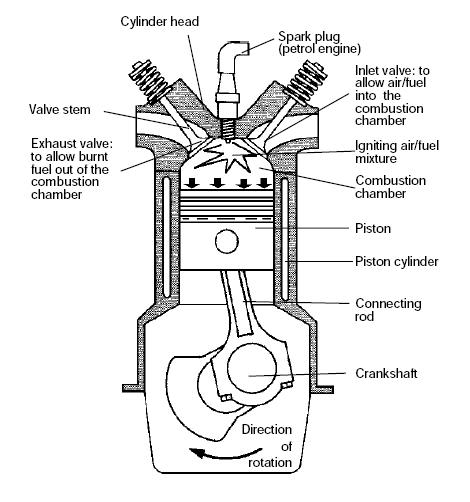 Cylinder head
Spark plug
(petrol engine)
Inlet valve: to
allow air/fuel
into the
combustion
chamber
Valve stem
Exhaust valve:
to allow burnt
fuel out of the
combustion
chamber
Igniting air/fuel
mixture
Combustion
chamber
Piston
Piston cylinder
Connecting
rod
Crankshaft
Direction
of
rotation